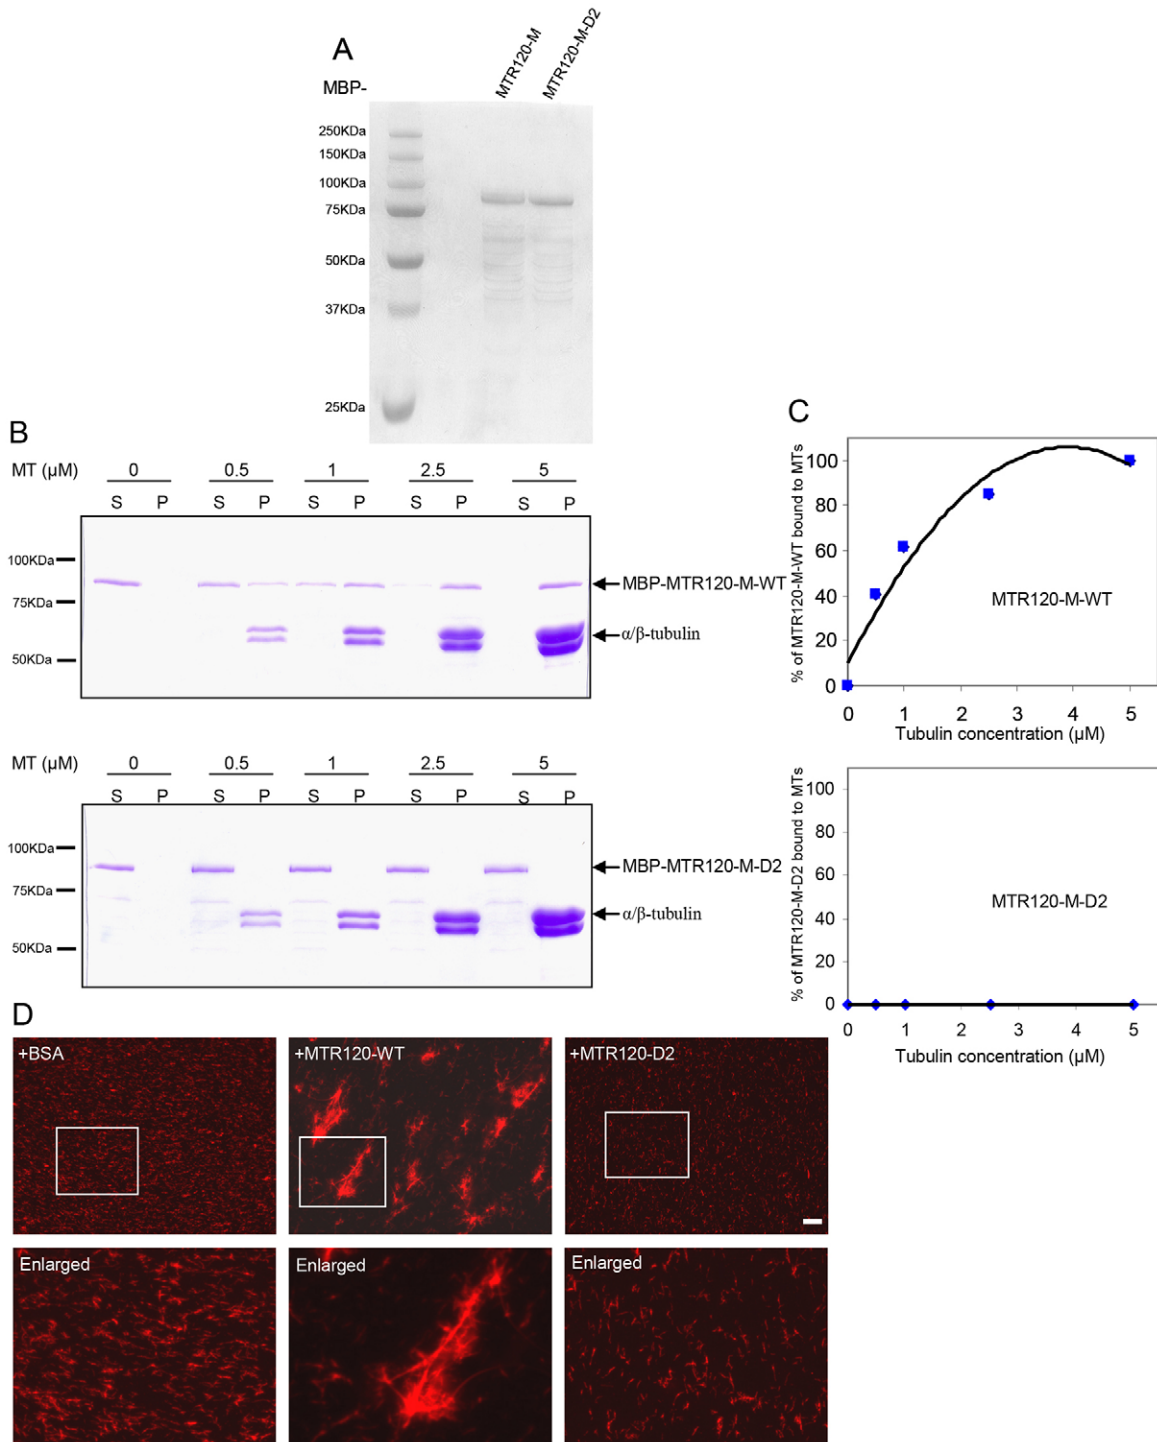 A
MBP-
MTR120-M
MTR120-M-D2
250KDa
150KDa
100KDa
75KDa
50KDa
37KDa
25KDa
B
MT (µM) 0 0.5 1 2.5 5
S P S P S P S P S P
100KDa
75KDa
50KDa
MBP-MTR120-M-WT
α/β-tubulin
MT (µM) 0 0.5 1 2.5 5
S P S P S P S P S P
100KDa
75KDa
50KDa
MBP-MTR120-M-D2
α/β-tubulin
C
% of MTR120-M-WT bound to MTs
100
80
60
40
20
0
MTR120-M-WT
0 1 2 3 4 5
Tubulin concentration (µM)
% of MTR120-M-D2 bound to MTs
100
80
60
40
20
0
MTR120-M-D2
0 1 2 3 4 5
Tubulin concentration (µM)
D
+BSA
+MTR120-WT
+MTR120-D2
Enlarged
Enlarged
Enlarged